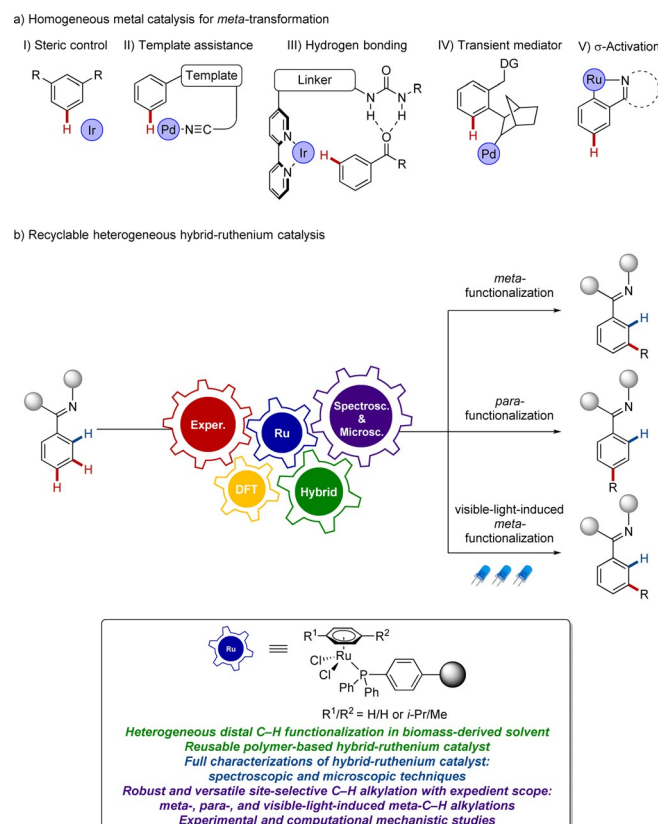 a) Homogeneous metal catalysis for meta-transformation
I) Steric control
II) Template assistance
III) Hydrogen bonding
IV) Transient mediator
V) σ-Activation
R
R
H
Ir
Template
H
Pd
N≡C
Linker
O
N
N
R
H
H
N
N
Ir
O
H
R
DG
H
Pd
Ru
N
H
b) Recyclable heterogeneous hybrid-ruthenium catalysis
N
H
H
H
Exper.
Ru
Spectrosc.
&
Microsc.
DFT
Hybrid
meta-
functionalization
N
H
R
para-
functionalization
N
H
R
visible-light-induced
meta-
functionalization
N
H
R
Ru
R1
R2
Cl
Ru
Cl
P
Ph
Ph
R1/R2 = H/H or i-Pr/Me
Heterogeneous distal C–H functionalization in biomass-derived solvent
Reusable polymer-based hybrid-ruthenium catalyst
Full characterizations of hybrid-ruthenium catalyst:
spectroscopic and microscopic techniques
Robust and versatile site-selective C–H alkylation with expedient scope:
meta-, para-, and visible-light-induced meta-C–H alkylations
Experimental and computational mechanistic studies